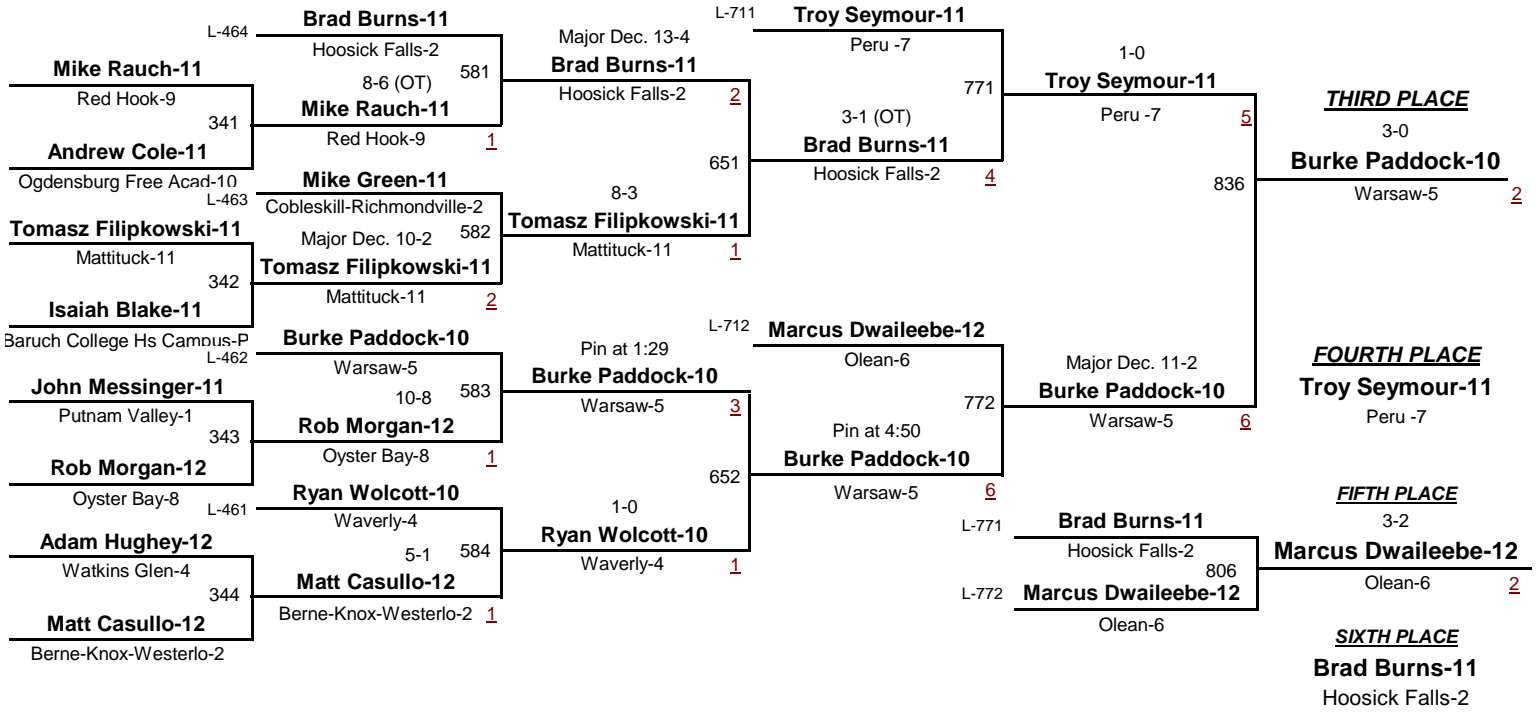 L-464
Brad Burns-11
Hoosick Falls-2
Mike Rauch-11
Red Hook-9
8-6 (OT)
581
341
Mike Rauch-11
Red Hook-9
1
Andrew Cole-11
Ogdensburg Free Acad-10
L-463
Mike Green-11
Cobleskill-Richmondville-2
Tomasz Filipkowski-11
Mattituck-11
Major Dec. 10-2
582
342
Tomasz Filipkowski-11
Mattituck-11
2
Isaiah Blake-11
Baruch College Hs Campus-P
L-462
Burke Paddock-10
Warsaw-5
John Messinger-11
Putnam Valley-1
10-8
583
343
Rob Morgan-12
Oyster Bay-8
1
Rob Morgan-12
Oyster Bay-8
L-461
Ryan Wolcott-10
Waverly-4
Adam Hughey-12
Watkins Glen-4
5-1
584
344
Matt Casullo-12
Berne-Knox-Westerlo-2
1
Matt Casullo-12
Berne-Knox-Westerlo-2
Major Dec. 13-4
Brad Burns-11
Hoosick Falls-2
2
651
8-3
Tomasz Filipkowski-11
Mattituck-11
1
Pin at 1:29
Burke Paddock-10
Warsaw-5
3
652
1-0
Ryan Wolcott-10
Waverly-4
1
L-711
Troy Seymour-11
Peru -7
771
3-1 (OT)
Brad Burns-11
Hoosick Falls-2
4
L-712
Marcus Dwaileebe-12
Olean-6
772
Pin at 4:50
Burke Paddock-10
Warsaw-5
6
1-0
Troy Seymour-11
Peru -7
5
836
Major Dec. 11-2
Burke Paddock-10
Warsaw-5
6
THIRD PLACE
3-0
Burke Paddock-10
Warsaw-5
2
FOURTH PLACE
Troy Seymour-11
Peru -7
L-771
Brad Burns-11
Hoosick Falls-2
806
L-772
Marcus Dwaileebe-12
Olean-6
FIFTH PLACE
3-2
Marcus Dwaileebe-12
Olean-6
2
SIXTH PLACE
Brad Burns-11
Hoosick Falls-2